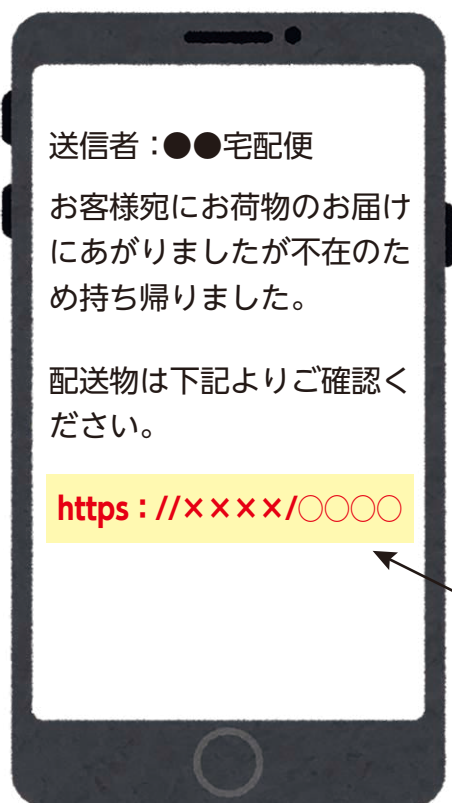 送信者：●●宅配便
お客様宛にお荷物のお届け
にあがりましたが不在のた
め持ち帰りました。
配送物は下記よりご確認く
ださい。
https：//××××/○○○○